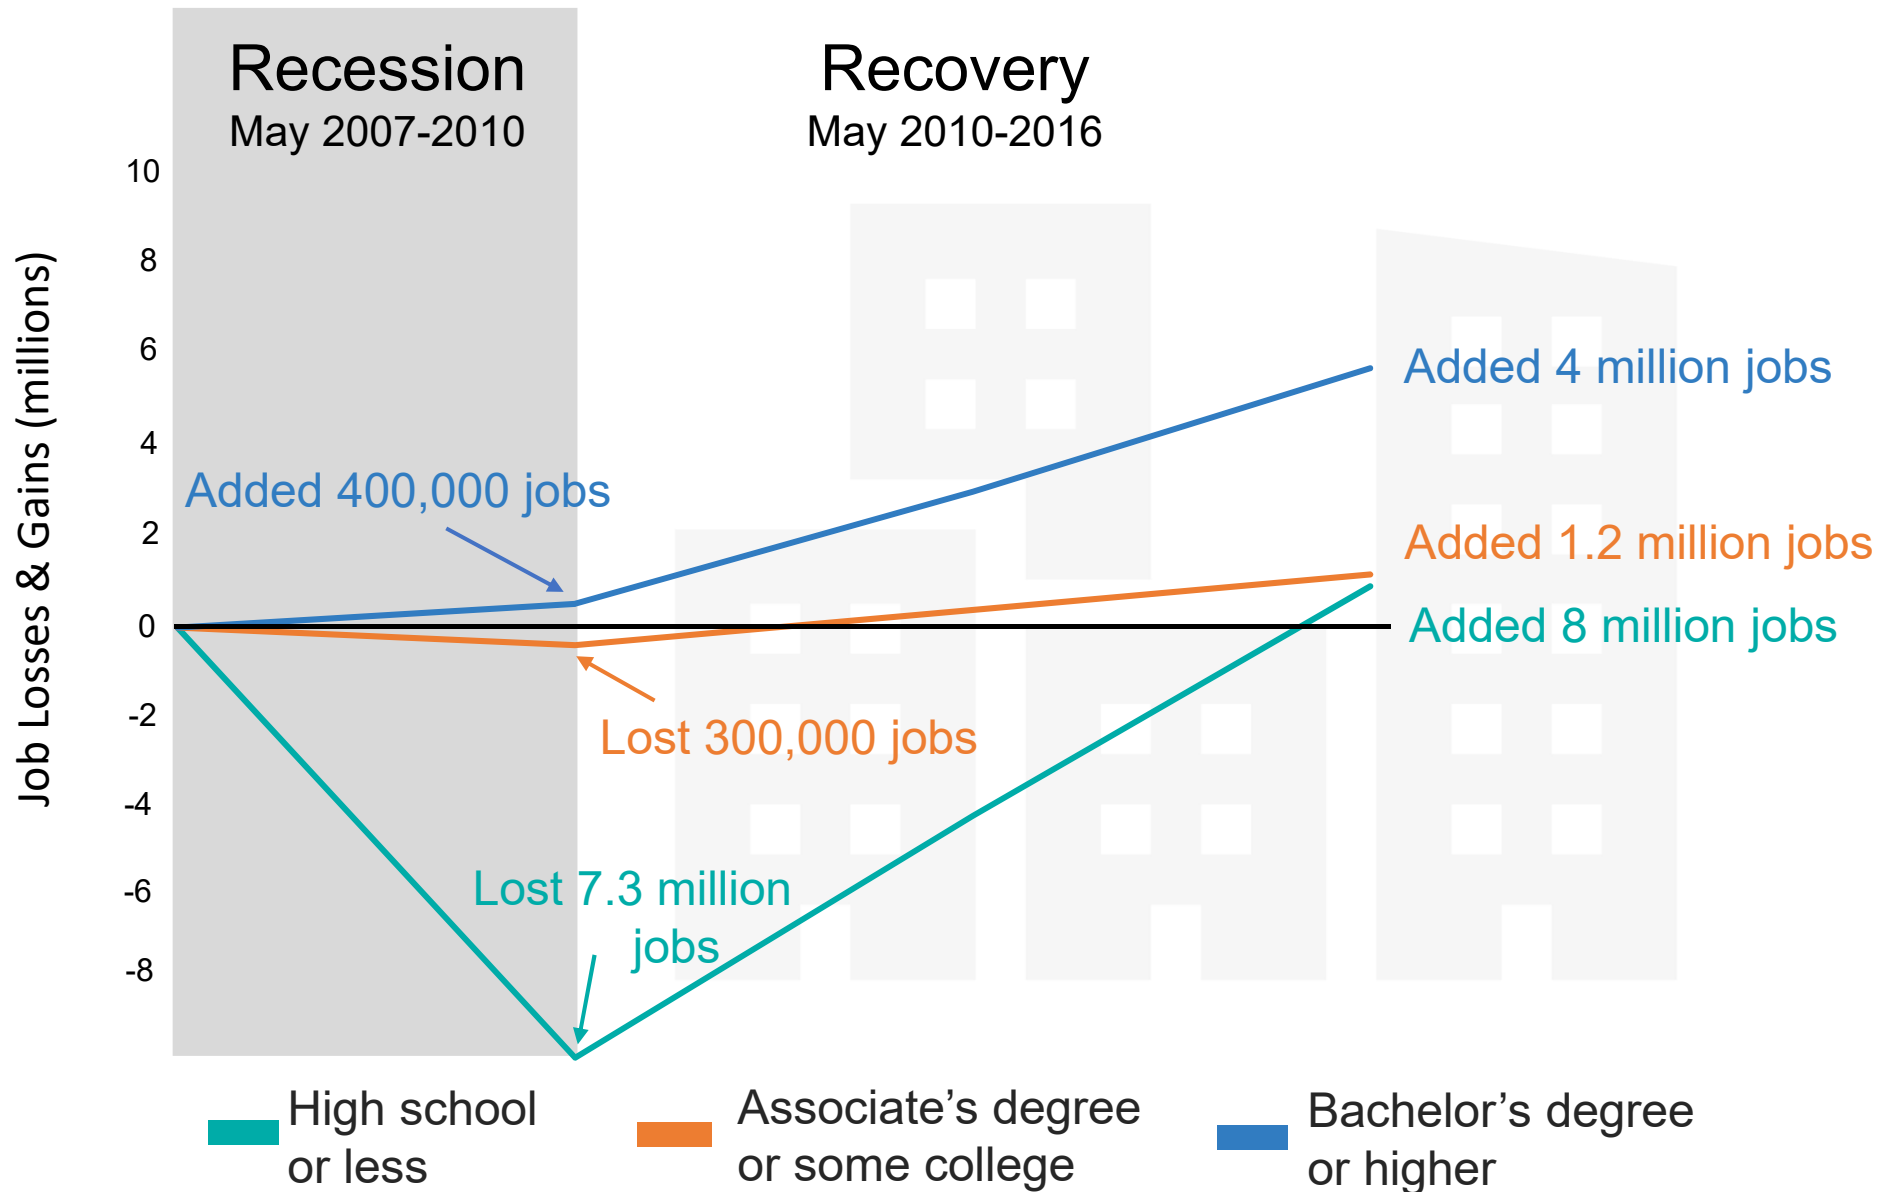 Recession
May 2007-2010
Recovery
May 2010-2016
Job Losses & Gains (millions)
10
8
6
4
2
0
-2
-4
-6
-8
Added 400,000 jobs
Lost 300,000 jobs
Lost 7.3 million
jobs
Added 4 million jobs
Added 1.2 million jobs
Added 8 million jobs
High school
or less
Associate’s degree
or some college
Bachelor’s degree
or higher